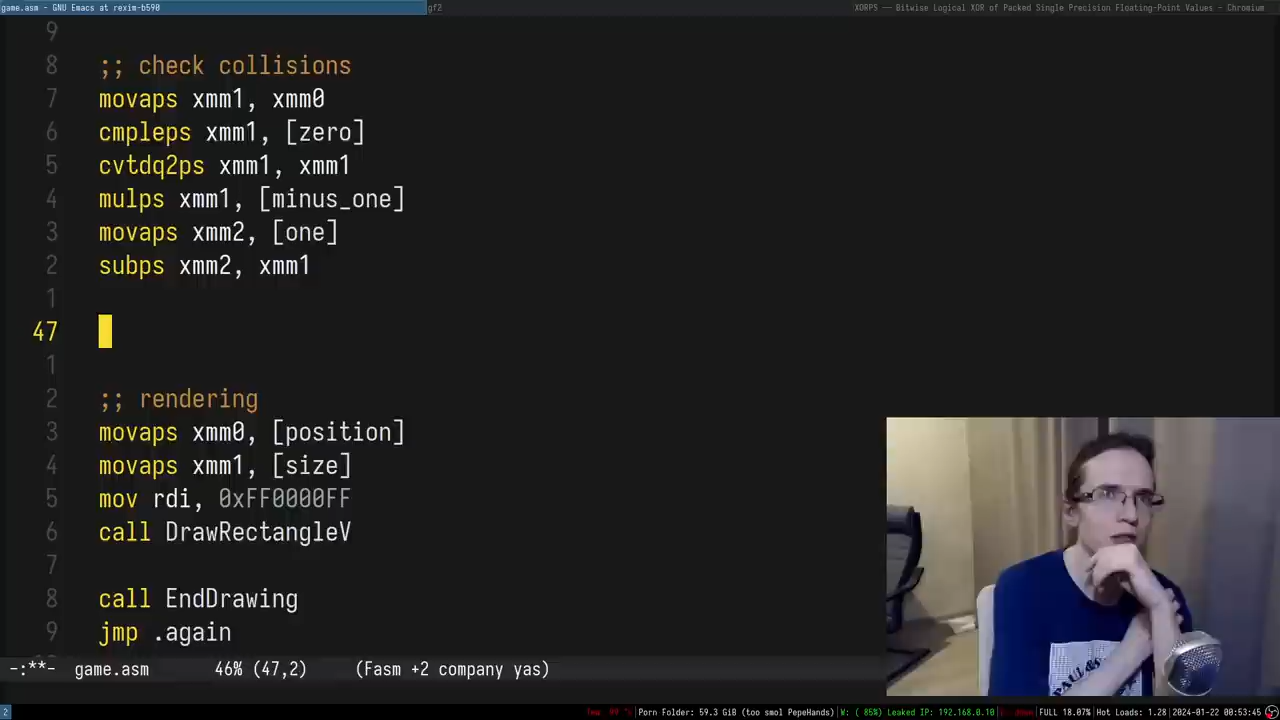 game.asm - GNU Emacs at rexim-b590 gf2 XORPS — Bitwise Logical XOR of Packed Single Precision Floating-Point Values - Chromium
9
8 ;; check collisions
7 movaps xmm1, xmm0
6 cmpleps xmm1, [zero]
5 cvtdq2ps xmm1, xmm1
4 mulps xmm1, [minus_one]
3 movaps xmm2, [one]
2 subps xmm2, xmm1
1
47
1
2 ;; rendering
3 movaps xmm0, [position]
4 movaps xmm1, [size]
5 mov rdi, 0xFF0000FF
6 call DrawRectangleV
7
8 call EndDrawing
9 jmp .again
-:**- game.asm 46% (47,2) (Fasm +2 company yas)
2 Porn Folder: 59.3 GiB (too smol PepeHands) W: ( 85%) Leaked IP: 192.168.0.10 FULL 18.07% Hot Loads: 1.28 2024-01-22 00:53:45